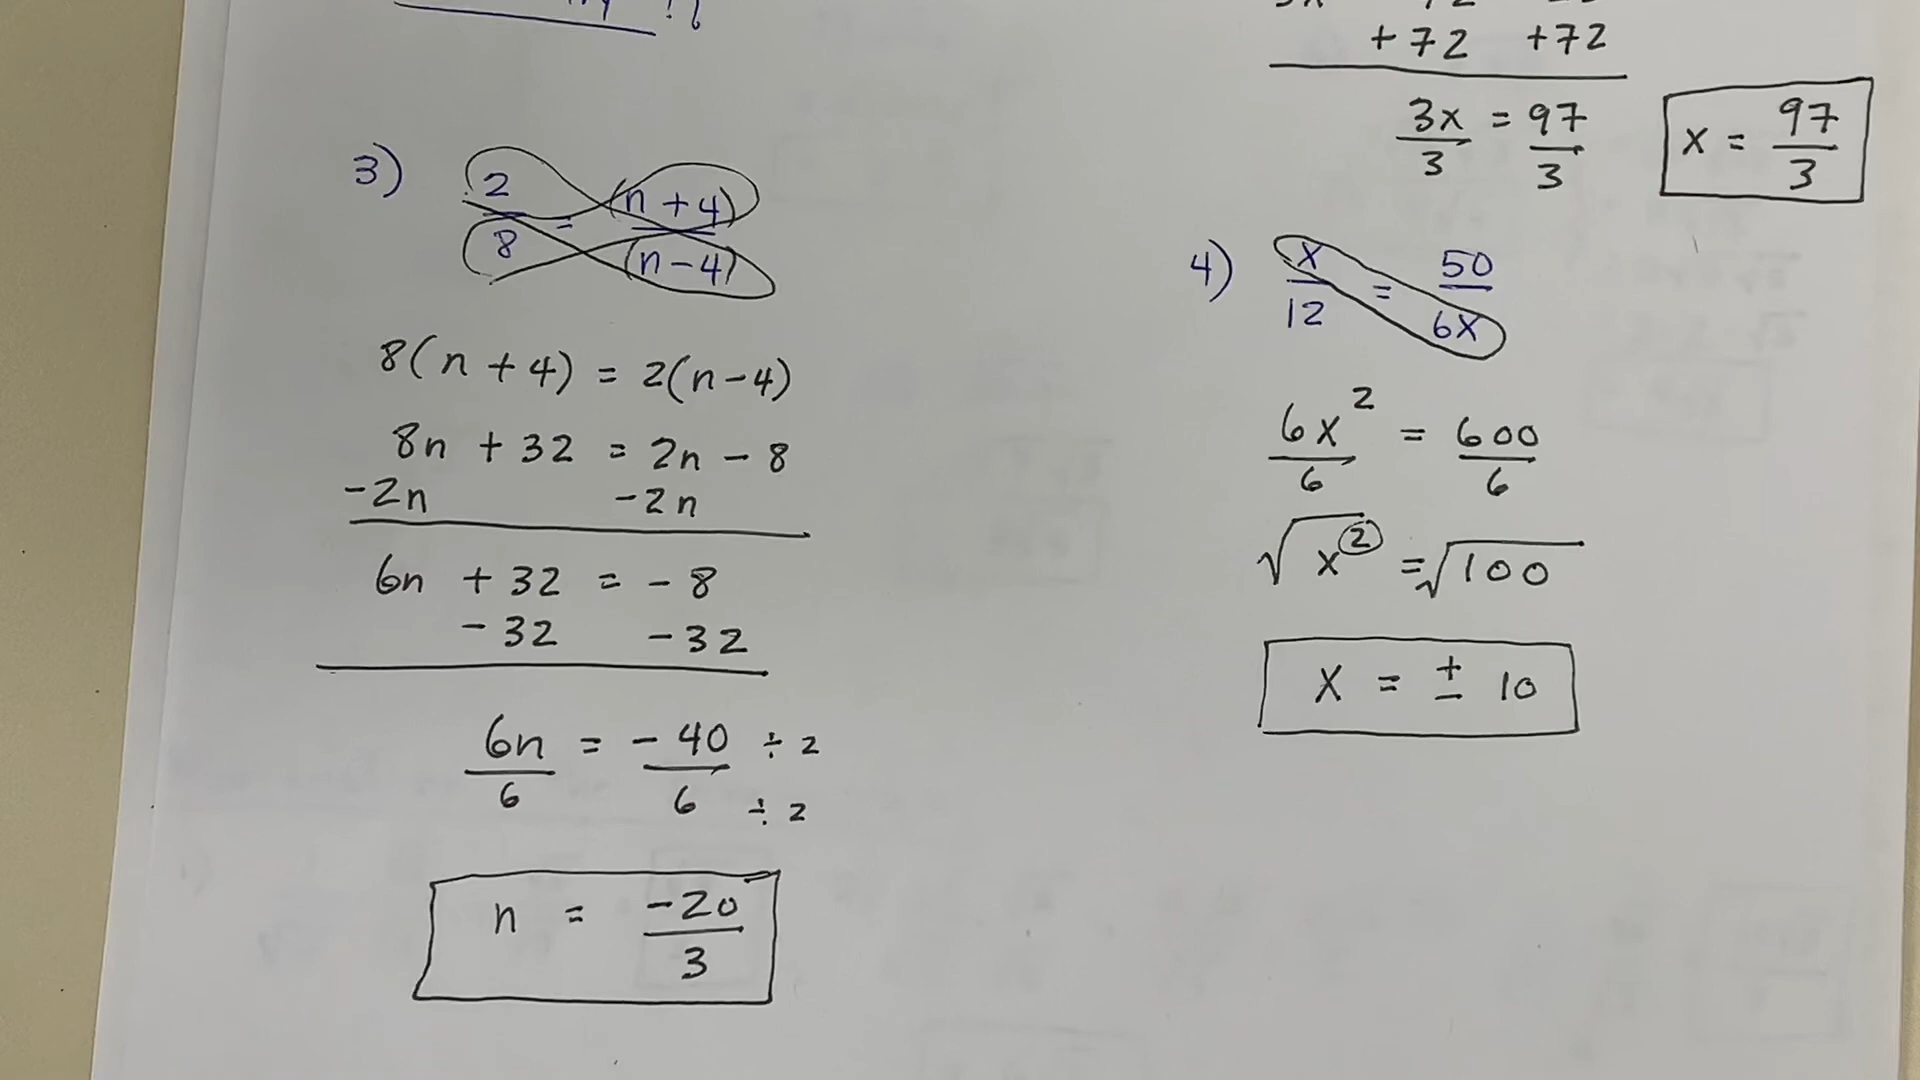 +72 +72
3x/3 = 97/3
x = 97/3
3) 2/8 = (n+4)/(n-4)
8(n+4) = 2(n-4)
8n + 32 = 2n - 8
-2n -2n
6n + 32 = -8
-32 -32
6n/6 = -40/6 ÷2 ÷2
n = -20/3
4) x/12 = 50/6x
6x²/6 = 600/6
√x² = √100
x = ± 10